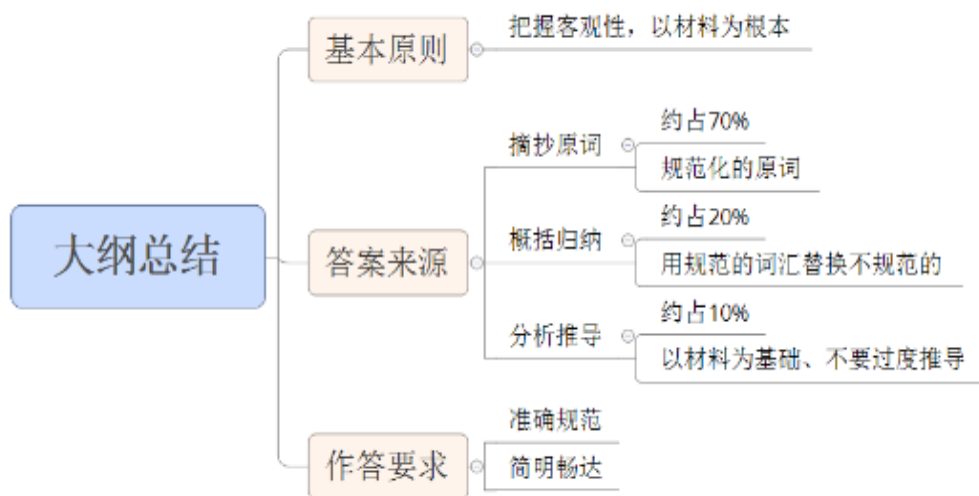 大纲总结
基本原则
把握客观性，以材料为根本
答案来源
摘抄原词
约占70%
规范化的原词
概括归纳
约占20%
用规范的词汇替换不规范的
分析推导
约占10%
以材料为基础、不要过度推导
作答要求
准确规范
简明畅达